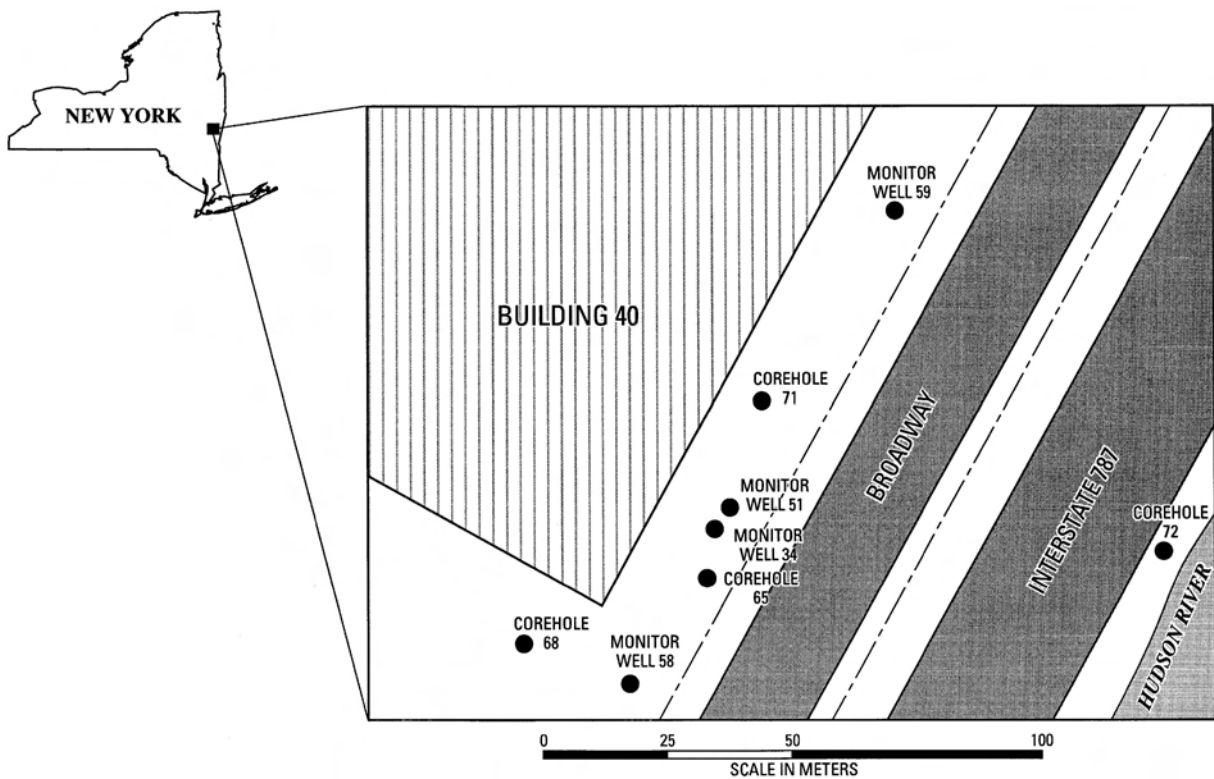 NEW YORK
MONITOR
WELL 59
BUILDING 40
COREHOLE
71
BROADWAY
MONITOR
WELL 51
MONITOR
WELL 34
COREHOLE
65
INTERSTATE 787
COREHOLE
72
HUDSON RIVER
COREHOLE
68
MONITOR
WELL 58
0 25 50 100
SCALE IN METERS